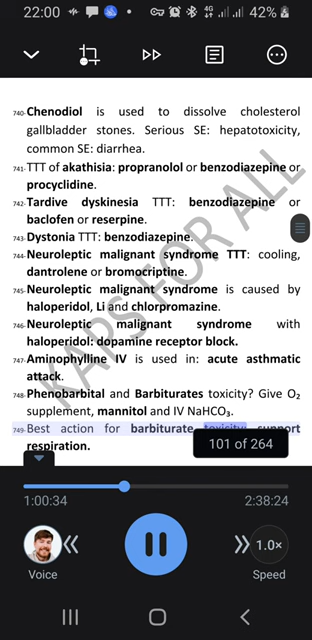 22:00
4G
42%
740- Chenodiol is used to dissolve cholesterol
gallbladder stones. Serious SE: hepatotoxicity,
common SE: diarrhea.
741- TTT of akathisia: propranolol or benzodiazepine or
procyclidine.
742- Tardive dyskinesia TTT: benzodiazepine or
baclofen or reserpine.
743- Dystonia TTT: benzodiazepine.
744- Neuroleptic malignant syndrome TTT: cooling,
dantrolene or bromocriptine.
745- Neuroleptic malignant syndrome is caused by
haloperidol, Li and chlorpromazine.
746- Neuroleptic malignant syndrome with
haloperidol: dopamine receptor block.
747- Aminophylline IV is used in: acute asthmatic
attack.
748- Phenobarbital and Barbiturates toxicity? Give O₂
supplement, mannitol and IV NaHCO₃.
749- Best action for barbiturate toxicity: support
respiration.
KAPS FOR ALL
101 of 264
1:00:34
2:38:24
1.0×
Voice
Speed